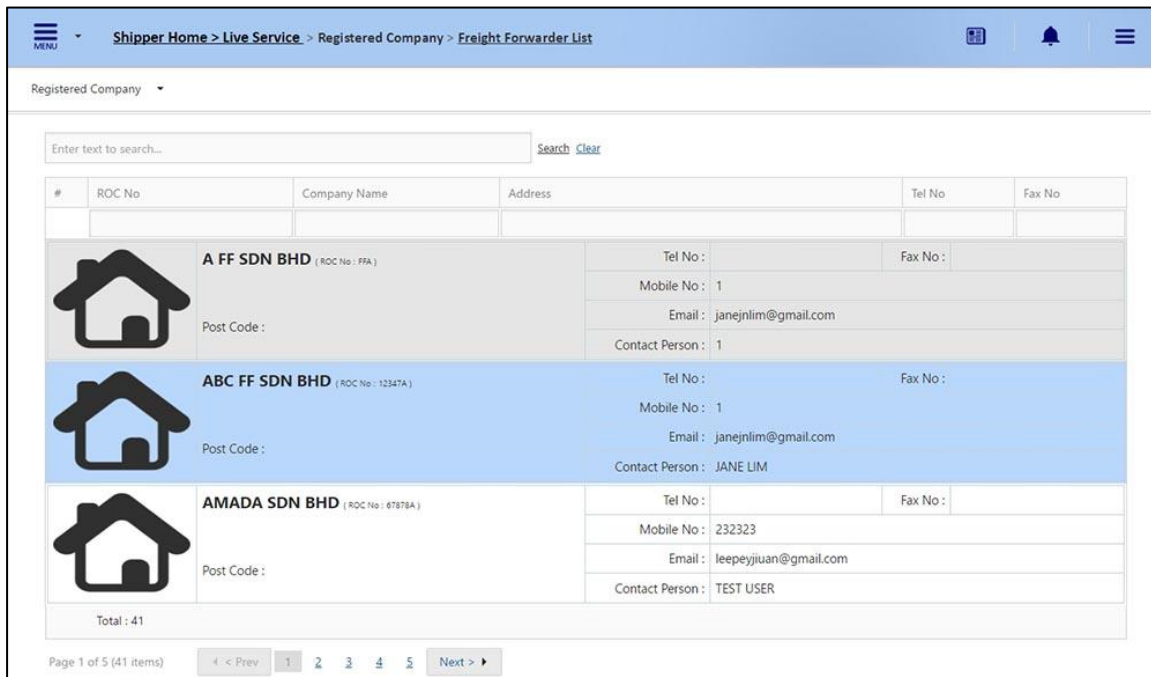 MENU
Shipper Home > Live Service > Registered Company > Freight Forwarder List
Registered Company
Enter text to search... Search Clear
# ROC No Company Name Address Tel No Fax No
A FF SDN BHD ( ROC No : FFA ) Tel No : Fax No :
Mobile No : 1
Post Code : Email : janejnlim@gmail.com
Contact Person : 1
ABC FF SDN BHD ( ROC No : 12347A ) Tel No : Fax No :
Mobile No : 1
Post Code : Email : janejnlim@gmail.com
Contact Person : JANE LIM
AMADA SDN BHD ( ROC No : 67878A ) Tel No : Fax No :
Mobile No : 232323
Post Code : Email : leepeyjiuan@gmail.com
Contact Person : TEST USER
Total : 41
Page 1 of 5 (41 items) < Prev 1 2 3 4 5 Next >